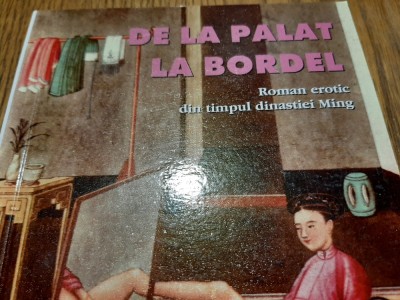 DE LA PALAT
LA BORDEL
Roman erotic
din timpul dinastiei Ming